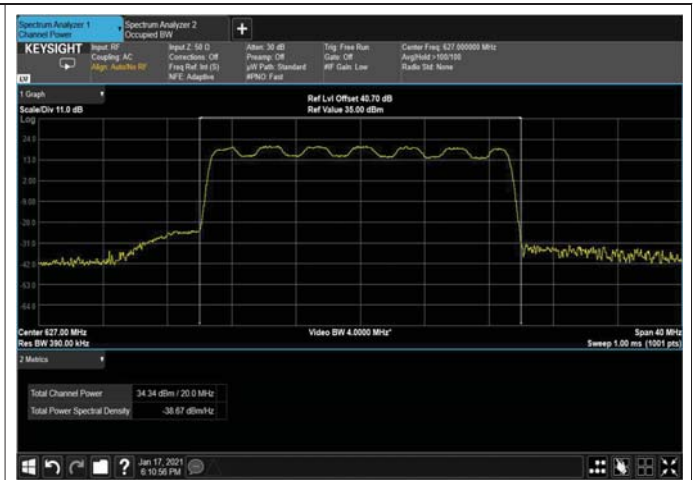 Spectrum Analyzer 1
Channel Power
Spectrum Analyzer 2
Occupied BW
+
KEYSIGHT
Input: RF
Coupling: AC
Align: Auto/No RF
Input Z: 50 Ω
Corrections: Off
Freq Ref: Int (S)
NFE: Adaptive
Atten: 30 dB
Preamp: Off
µW Path: Standard
#PNO: Fast
Trig: Free Run
Gate: Off
#IF Gain: Low
Center Freq: 627.000000 MHz
Avg|Hold:>100/100
Radio Std: None
LV
1 Graph
Scale/Div 11.0 dB
Ref Lvl Offset 40.70 dB
Ref Value 35.00 dBm
Log
24.0
13.0
2.00
-9.00
-20.0
-31.0
-42.0
-53.0
-64.0
Center 627.00 MHz
Video BW 4.0000 MHz*
Span 40 MHz
Res BW 390.00 kHz
Sweep 1.00 ms (1001 pts)
2 Metrics
Total Channel Power 34.34 dBm / 20.0 MHz
Total Power Spectral Density -38.67 dBm/Hz
?
Jan 17, 2021
6:10:56 PM